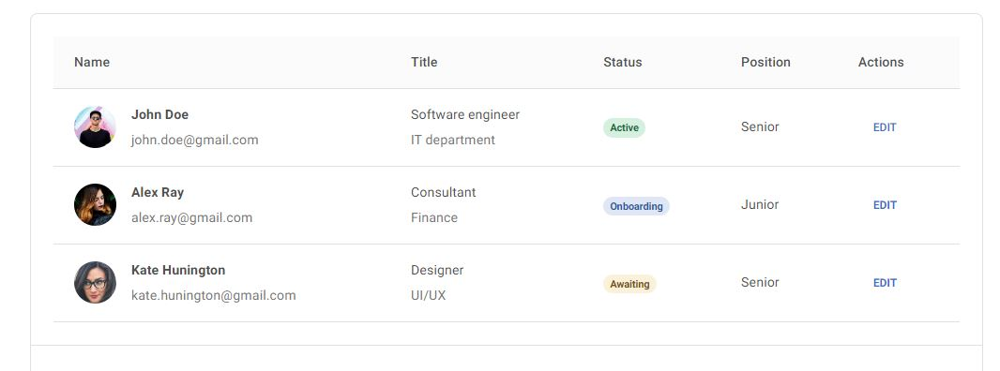 Name Title Status Position Actions
John Doe Software engineer
john.doe@gmail.com IT department
Active Senior EDIT
Alex Ray Consultant
alex.ray@gmail.com Finance
Onboarding Junior EDIT
Kate Hunington Designer
kate.hunington@gmail.com UI/UX
Awaiting Senior EDIT